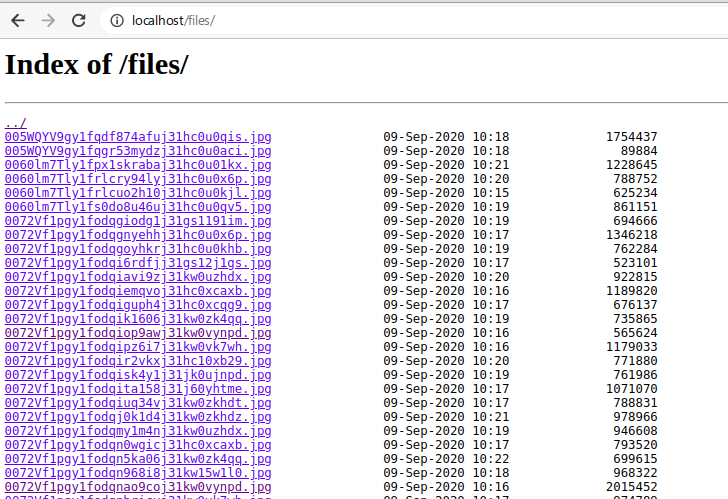 localhost/files/
Index of /files/
../
005WQYV9gy1fqdf874afuj31hc0u0qis.jpg 09-Sep-2020 10:18 1754437
005WQYV9gy1fqgr53mydzj31hc0u0aci.jpg 09-Sep-2020 10:18 89884
0060lm7Tly1fpx1skrabaj31hc0u01kx.jpg 09-Sep-2020 10:21 1228645
0060lm7Tly1frlcry94lyj31hc0u0x6p.jpg 09-Sep-2020 10:20 788752
0060lm7Tly1frlcuo2h10j31hc0u0kjl.jpg 09-Sep-2020 10:15 625234
0060lm7Tly1fs0do8u46uj31hc0u0qv5.jpg 09-Sep-2020 10:19 861151
0072Vf1pgy1fodqgiodg1j31gs1191im.jpg 09-Sep-2020 10:19 694666
0072Vf1pgy1fodqgnyehhj31hc0u0x6p.jpg 09-Sep-2020 10:17 1346218
0072Vf1pgy1fodqgoyhkrj31hc0u0khb.jpg 09-Sep-2020 10:19 762284
0072Vf1pgy1fodqi6rdfjj31gs12j1gs.jpg 09-Sep-2020 10:17 523101
0072Vf1pgy1fodqiavi9zj31kw0uzhdx.jpg 09-Sep-2020 10:20 922815
0072Vf1pgy1fodqiemqvoj31hc0xcaxb.jpg 09-Sep-2020 10:16 1189820
0072Vf1pgy1fodqiguph4j31hc0xcqg9.jpg 09-Sep-2020 10:17 676137
0072Vf1pgy1fodqik1606j31kw0zk4qq.jpg 09-Sep-2020 10:19 735865
0072Vf1pgy1fodqiop9awj31kw0vynpd.jpg 09-Sep-2020 10:16 565624
0072Vf1pgy1fodqipz6i7j31kw0vk7wh.jpg 09-Sep-2020 10:16 1179033
0072Vf1pgy1fodqir2vkxj31hc10xb29.jpg 09-Sep-2020 10:20 771880
0072Vf1pgy1fodqisk4y1j31jk0ujnpd.jpg 09-Sep-2020 10:19 761986
0072Vf1pgy1fodqita158j31j60yhtme.jpg 09-Sep-2020 10:17 1071070
0072Vf1pgy1fodqiuq34vj31kw0zkhdt.jpg 09-Sep-2020 10:17 788831
0072Vf1pgy1fodqj0k1d4j31kw0zkhdz.jpg 09-Sep-2020 10:21 978966
0072Vf1pgy1fodqmy1m4nj31kw0uzhdx.jpg 09-Sep-2020 10:19 946608
0072Vf1pgy1fodqn0wgicj31hc0xcaxb.jpg 09-Sep-2020 10:17 793520
0072Vf1pgy1fodqn5ka06j31kw0zk4qq.jpg 09-Sep-2020 10:22 699615
0072Vf1pgy1fodqn968i8j31kw15w1l0.jpg 09-Sep-2020 10:18 968322
0072Vf1pgy1fodqnao9coj31kw0vynpd.jpg 09-Sep-2020 10:16 2015452